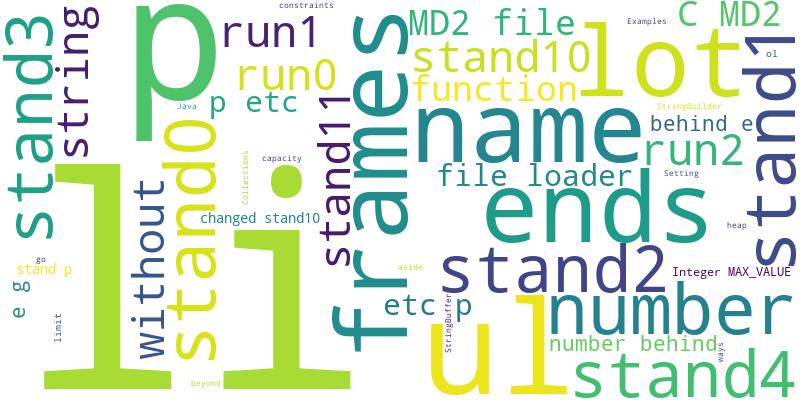 constraints
MD2 file
Examples
C MD2
stand3
string
p
run1
lot
stand10
run0
frames
ol
stand1
function
Java
p etc
StringBuilder
name
behind e
stand11
stand0
run2
capacity
Collections
file loader
Setting
li
without
ends
changed stand10
heap
go
stand p
aside
stand2
Integer MAX_VALUE
e g
etc p
StringBuffer
ul
number
limit
number behind
ways
stand4
beyond